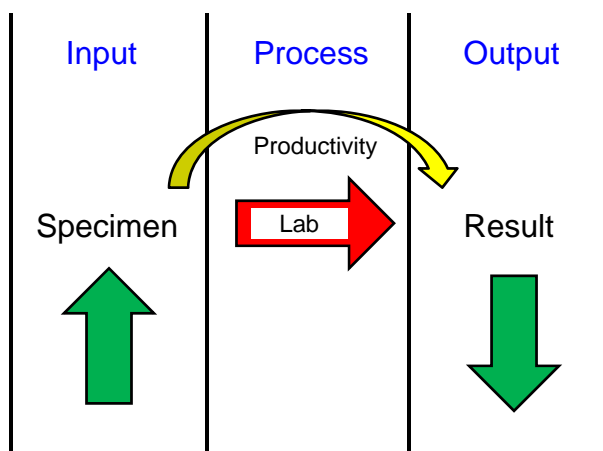 Input Process Output
Productivity
Specimen Lab Result